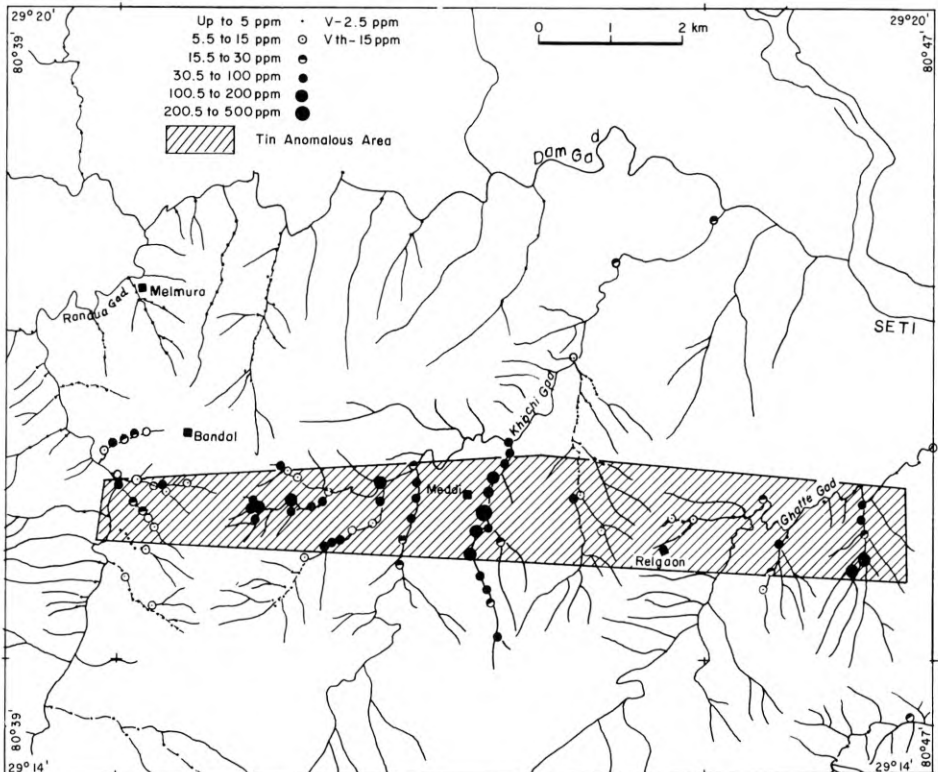 29° 20'
80° 39'
29° 20'
80° 47'
Up to 5 ppm · V-2.5 ppm
5.5 to 15 ppm Vth-15 ppm
15.5 to 30 ppm
30.5 to 100 ppm
100.5 to 200 ppm
200.5 to 500 ppm
Tin Anomalous Area
0 1 2 km
Dam Gad
Melmura
Randua Gad
SETI
Khachi Gad
Bandal
Meddi
Ghatte Gad
Relgaon
80° 39'
29° 14'
80° 47'
29° 14'